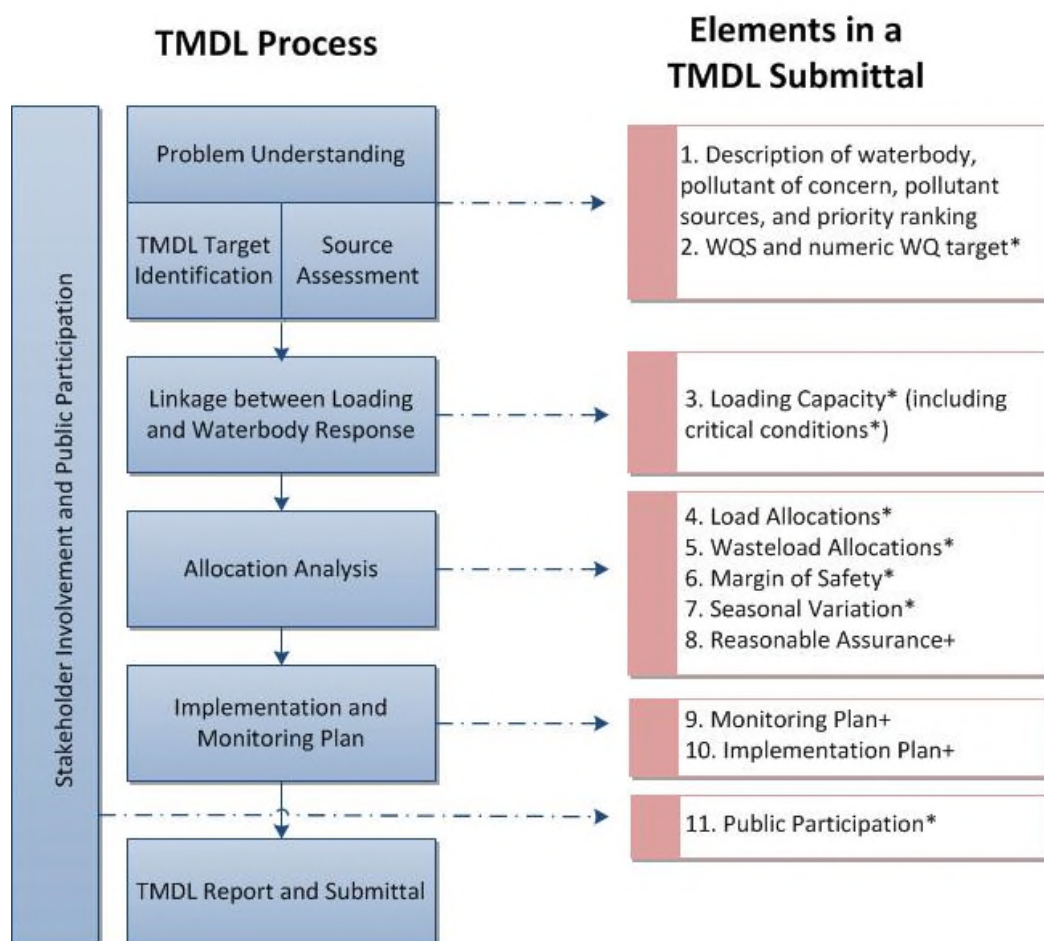 TMDL Process
Elements in a
TMDL Submittal
Stakeholder Involvement and Public Participation
Problem Understanding
TMDL Target
Identification
Source
Assessment
1. Description of waterbody,
pollutant of concern, pollutant
sources, and priority ranking
2. WQS and numeric WQ target*
Linkage between Loading
and Waterbody Response
3. Loading Capacity* (including
critical conditions*)
Allocation Analysis
4. Load Allocations*
5. Wasteload Allocations*
6. Margin of Safety*
7. Seasonal Variation*
8. Reasonable Assurance+
Implementation and
Monitoring Plan
9. Monitoring Plan+
10. Implementation Plan+
11. Public Participation*
TMDL Report and Submittal